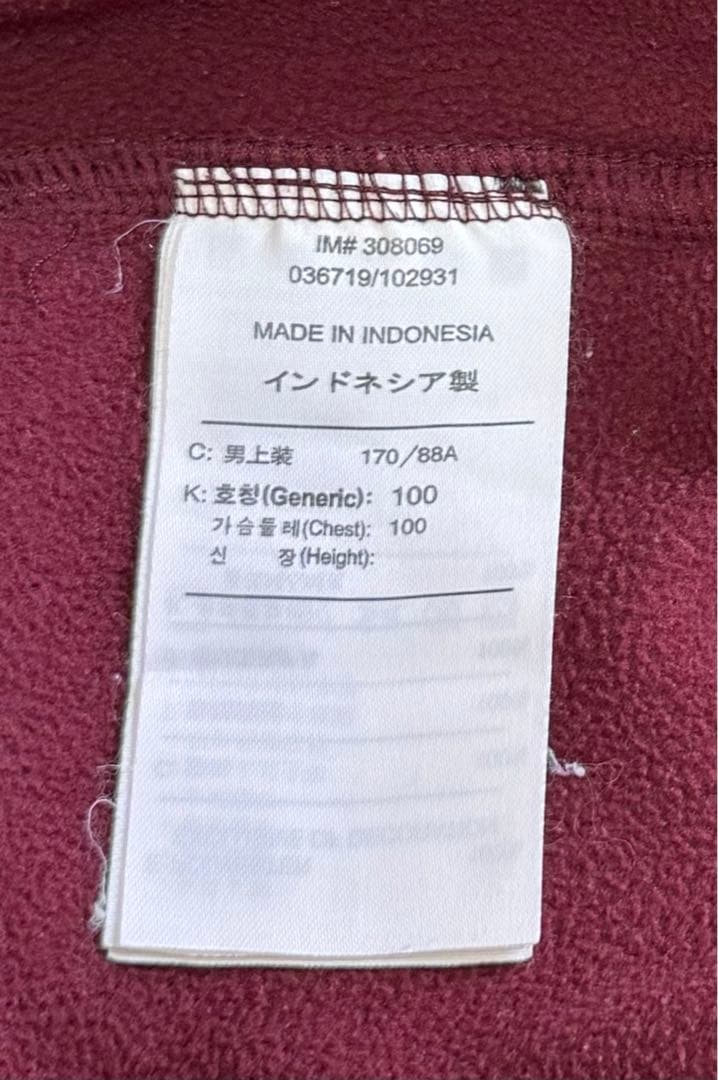 IM# 308069
036719/102931
MADE IN INDONESIA
インドネシア製
C: 男上装 170/88A
K: 호칭(Generic): 100
가슴둘레(Chest): 100
신 장(Height):